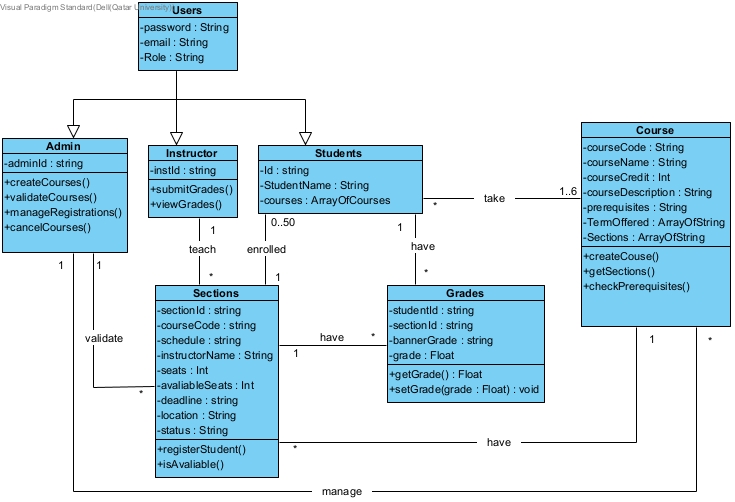 Visual Paradigm Standard(Dell(Qatar University))
Users
-password : String
-email : String
-Role : String
Admin
-adminId : string
+createCourses()
+validateCourses()
+manageRegistrations()
+cancelCourses()
Instructor
-instId : string
+submitGrades()
+viewGrades()
Students
-Id : string
-StudentName : String
-courses : ArrayOfCourses
Course
-courseCode : String
-courseName : String
-courseCredit : Int
-courseDescription : String
-prerequisites : String
-TermOffered : ArrayOfString
-Sections : ArrayOfString
+createCouse()
+getSections()
+checkPrerequisites()
* take 1..6
1 teach *
0..50 enrolled 1
1 have *
1 1
validate
*
Sections
-sectionId : string
-courseCode : string
-schedule : string
-instructorName : String
-seats : Int
-avaliableSeats : Int
-deadline : string
-location : String
-status : String
+registerStudent()
+isAvaliable()
Grades
-studentId : string
-sectionId : string
-bannerGrade : string
-grade : Float
+getGrade() : Float
+setGrade(grade : Float) : void
1 have *
1 *
* have
manage